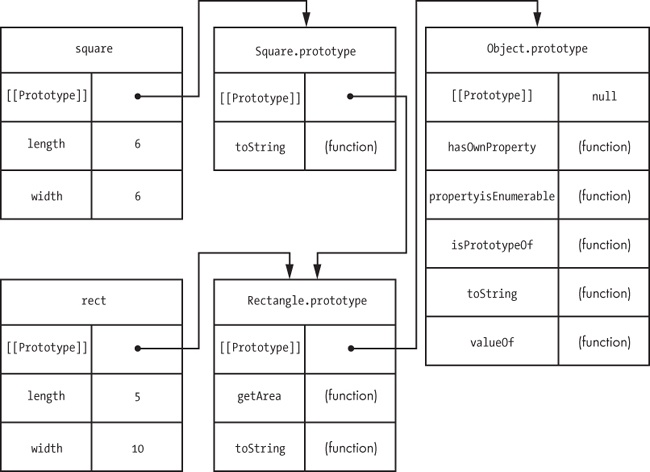 square
[[Prototype]]
length 6
width 6
Square.prototype
[[Prototype]]
toString (function)
Object.prototype
[[Prototype]] null
hasOwnProperty (function)
propertyisEnumerable (function)
isPrototypeOf (function)
toString (function)
valueOf (function)
rect
[[Prototype]]
length 5
width 10
Rectangle.prototype
[[Prototype]]
getArea (function)
toString (function)